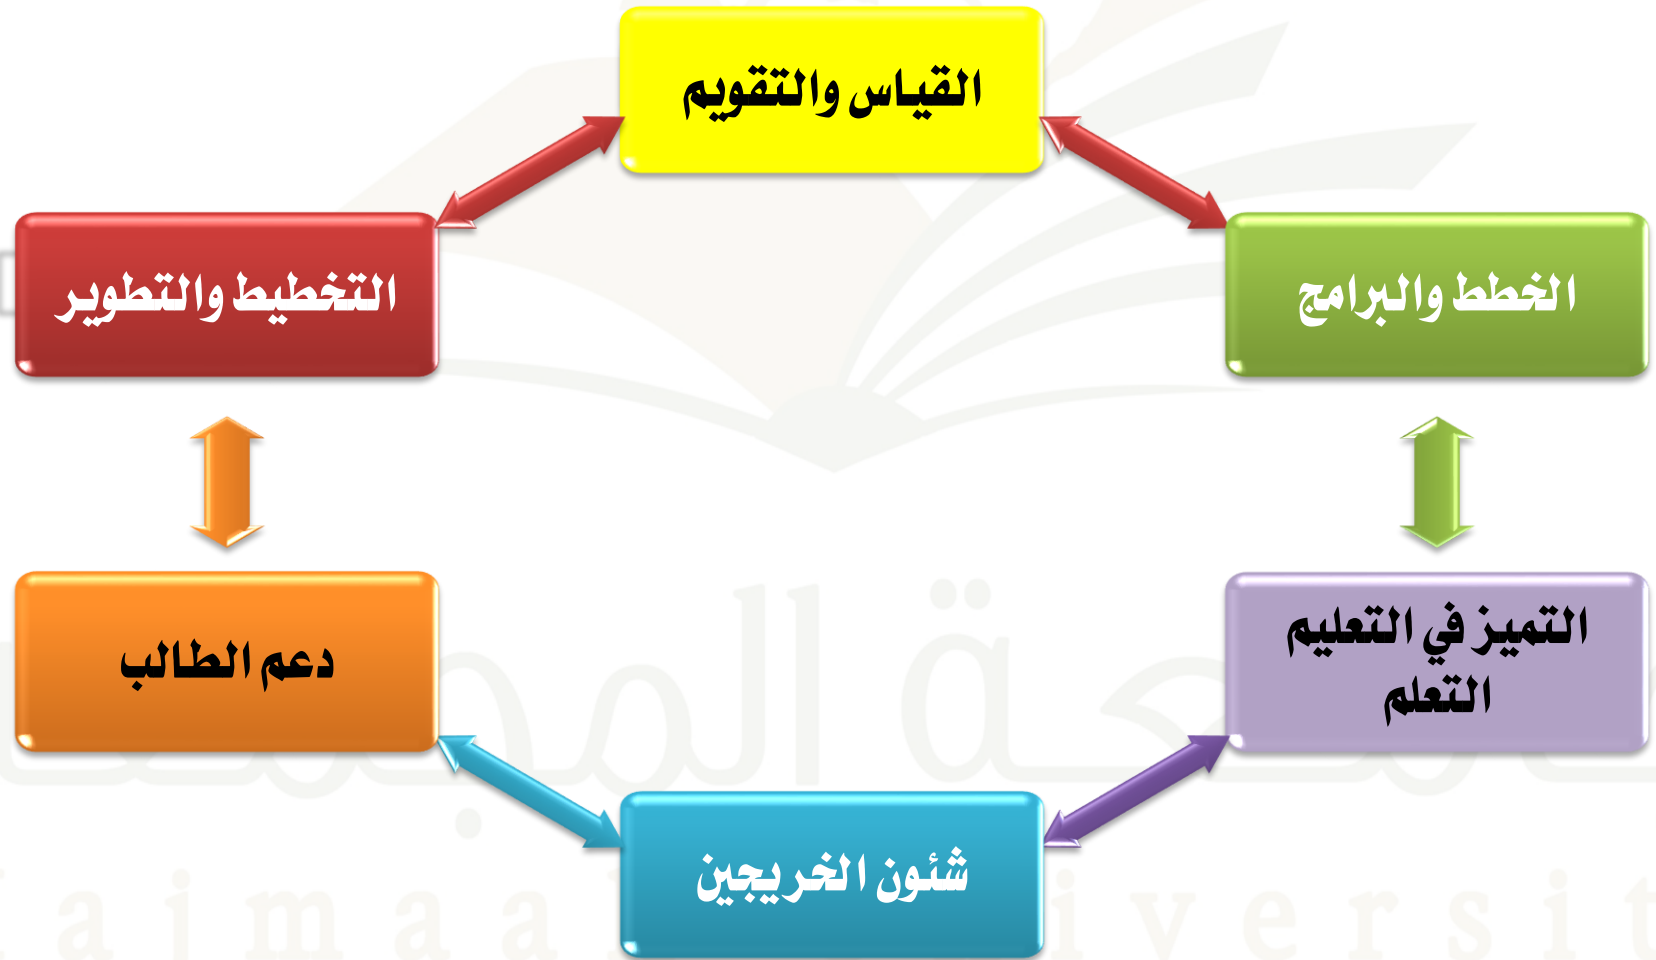 القياس والتقويم
الخطط والبرامج
التخطيط والتطوير
التميز في التعليم
التعلم
دعم الطالب
شئون الخريجين